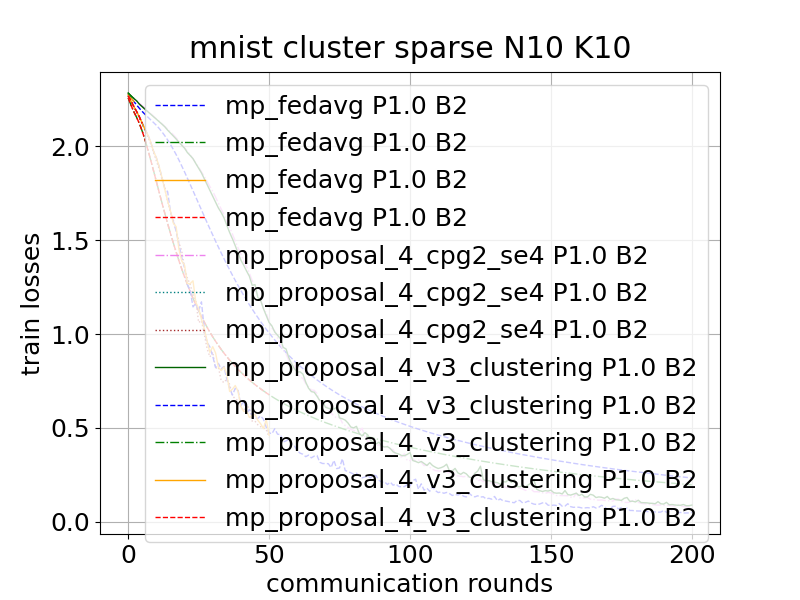 mnist cluster sparse N10 K10
mp_fedavg P1.0 B2
mp_fedavg P1.0 B2
mp_fedavg P1.0 B2
mp_fedavg P1.0 B2
mp_proposal_4_cpg2_se4 P1.0 B2
mp_proposal_4_cpg2_se4 P1.0 B2
mp_proposal_4_cpg2_se4 P1.0 B2
mp_proposal_4_v3_clustering P1.0 B2
mp_proposal_4_v3_clustering P1.0 B2
mp_proposal_4_v3_clustering P1.0 B2
mp_proposal_4_v3_clustering P1.0 B2
mp_proposal_4_v3_clustering P1.0 B2
train losses
2.0
1.5
1.0
0.5
0.0
0 50 100 150 200
communication rounds